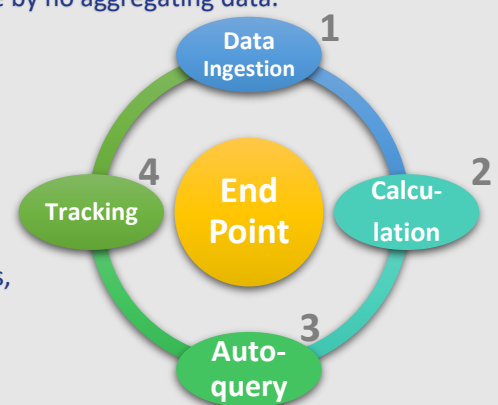 by no aggregating data.
1
Data
Ingestion
2
Calcu-
lation
3
Auto-
query
4
Tracking
End
Point